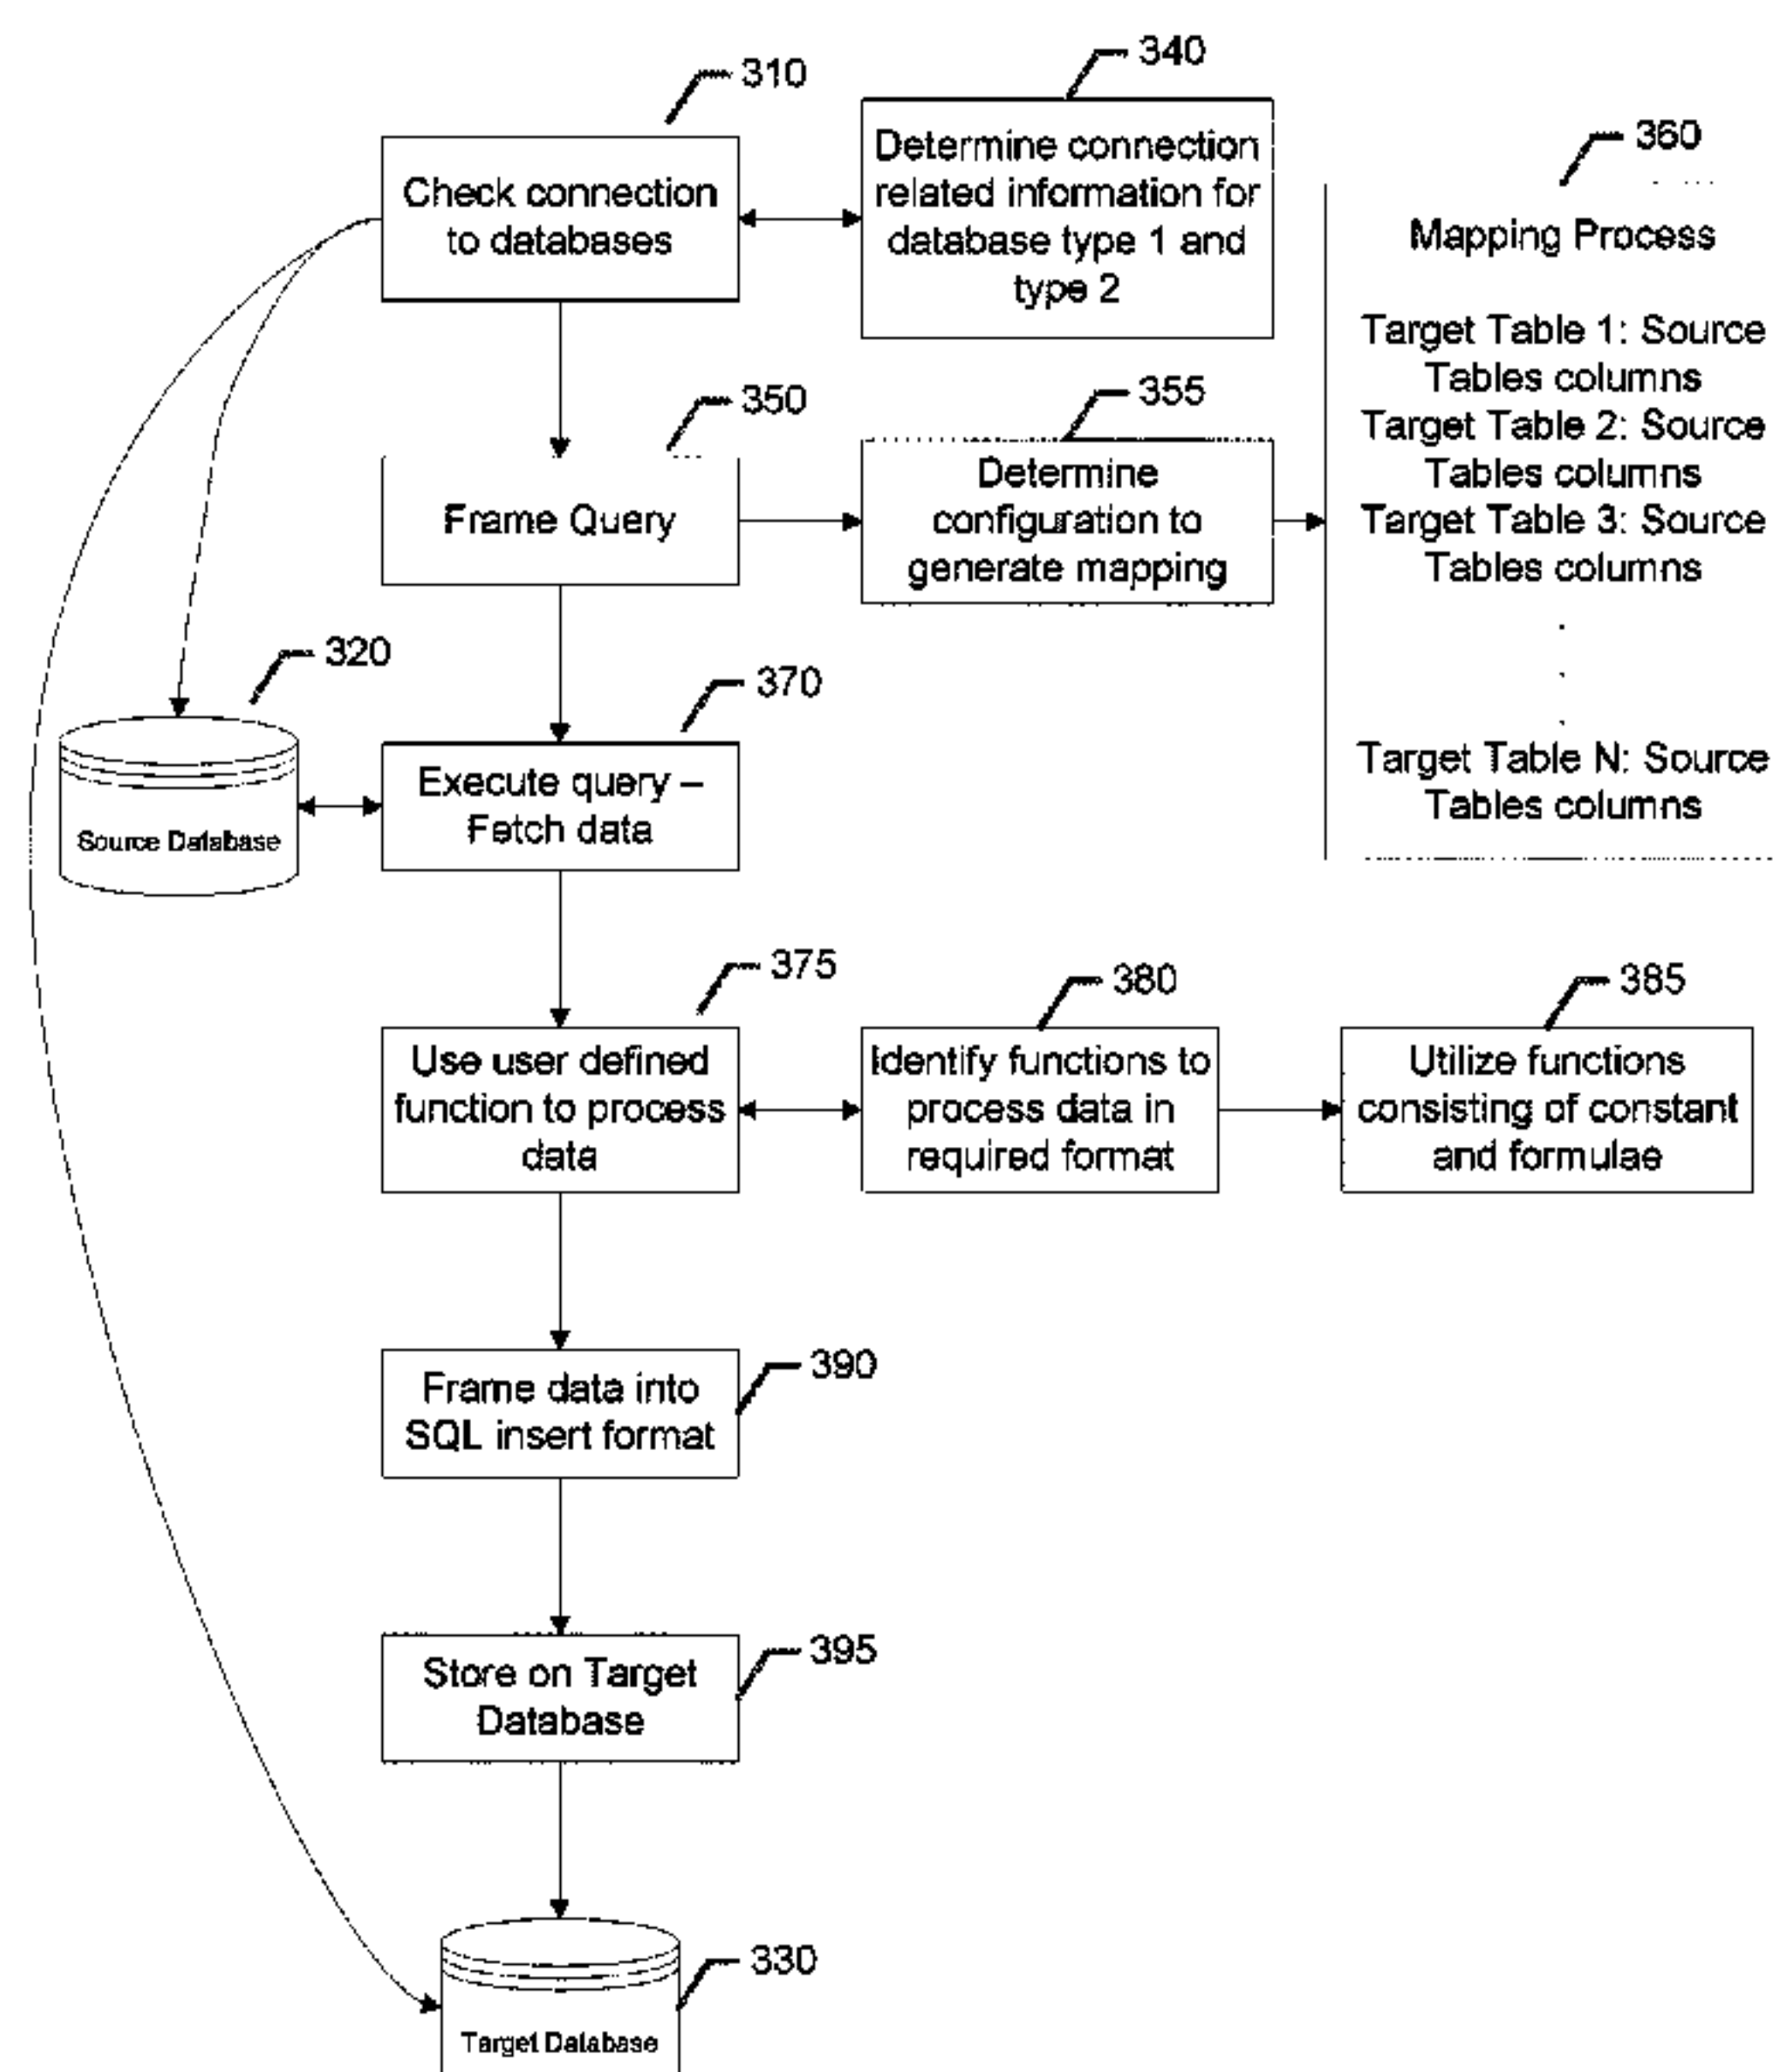 310
340
360
Check connection
to databases
Determine connection
related information for
database type 1 and
type 2
Mapping Process
Target Table 1: Source
Tables columns
Target Table 2: Source
Tables columns
Target Table 3: Source
Tables columns
.
.
.
Target Table N: Source
Tables columns
350
355
Frame Query
Determine
configuration to
generate mapping
320
370
Source Database
Execute query –
Fetch data
375
380
385
Use user defined
function to process
data
Identify functions to
process data in
required format
Utilize functions
consisting of constant
and formulae
390
Frame data into
SQL insert format
395
Store on Target
Database
330
Target Database